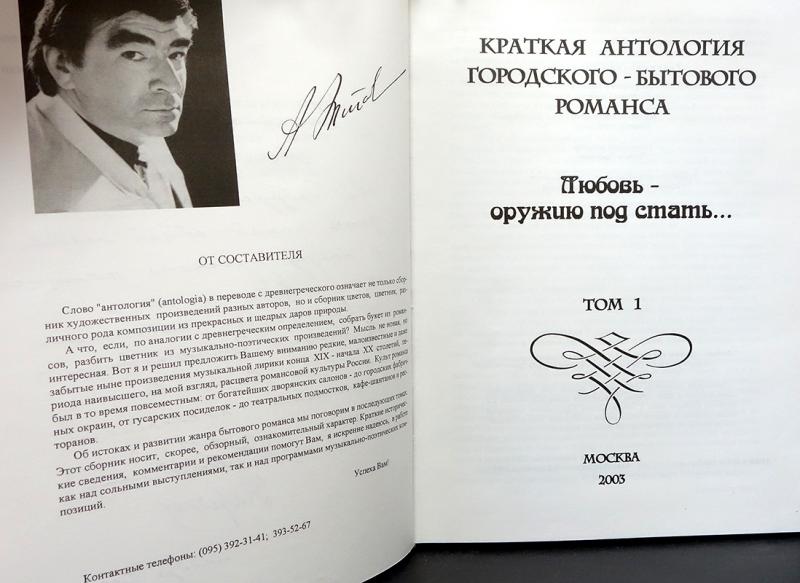 ОТ СОСТАВИТЕЛЯ
Слово "антология" (antologia) в переводе с древнегреческого означает не только сбор-
ник художественных произведений разных авторов, но и сборник цветов, цветник, раз-
личного рода композиции из прекрасных и щедрых даров природы.
А что, если, по аналогии с древнегреческим определением, собрать букет из роман-
сов, разбить цветник из музыкально-поэтических произведений? Мысль не новая, но
интересная. Вот я и решил предложить Вашему вниманию редкие, малоизвестные и даже
забытые ныне произведения музыкальной лирики конца XIX - начала XX столетий, пе-
риода наивысшего, на мой взгляд, расцвета романсовой культуры России. Культ романса
был в то время повсеместным: от богатейших дворянских салонов - до городских фабрич-
ных окраин, от гусарских посиделок - до театральных подмостков, кафе-шантанов и рес-
торанов.
Об истоках и развитии жанра бытового романса мы поговорим в последующих томах.
Этот сборник носит, скорее, обзорный, ознакомительный характер. Краткие историчес-
кие сведения, комментарии и рекомендации помогут Вам, я искренне надеюсь, в работе
как над сольными выступлениями, так и над программами музыкально-поэтических ком-
позиций.
Успеха Вам!
Контактные телефоны: (095) 392-31-41; 393-52-67
КРАТКАЯ АНТОЛОГИЯ
ГОРОДСКОГО - БЫТОВОГО
РОМАНСА
Любовь -
оружию под стать...
ТОМ 1
МОСКВА
2003